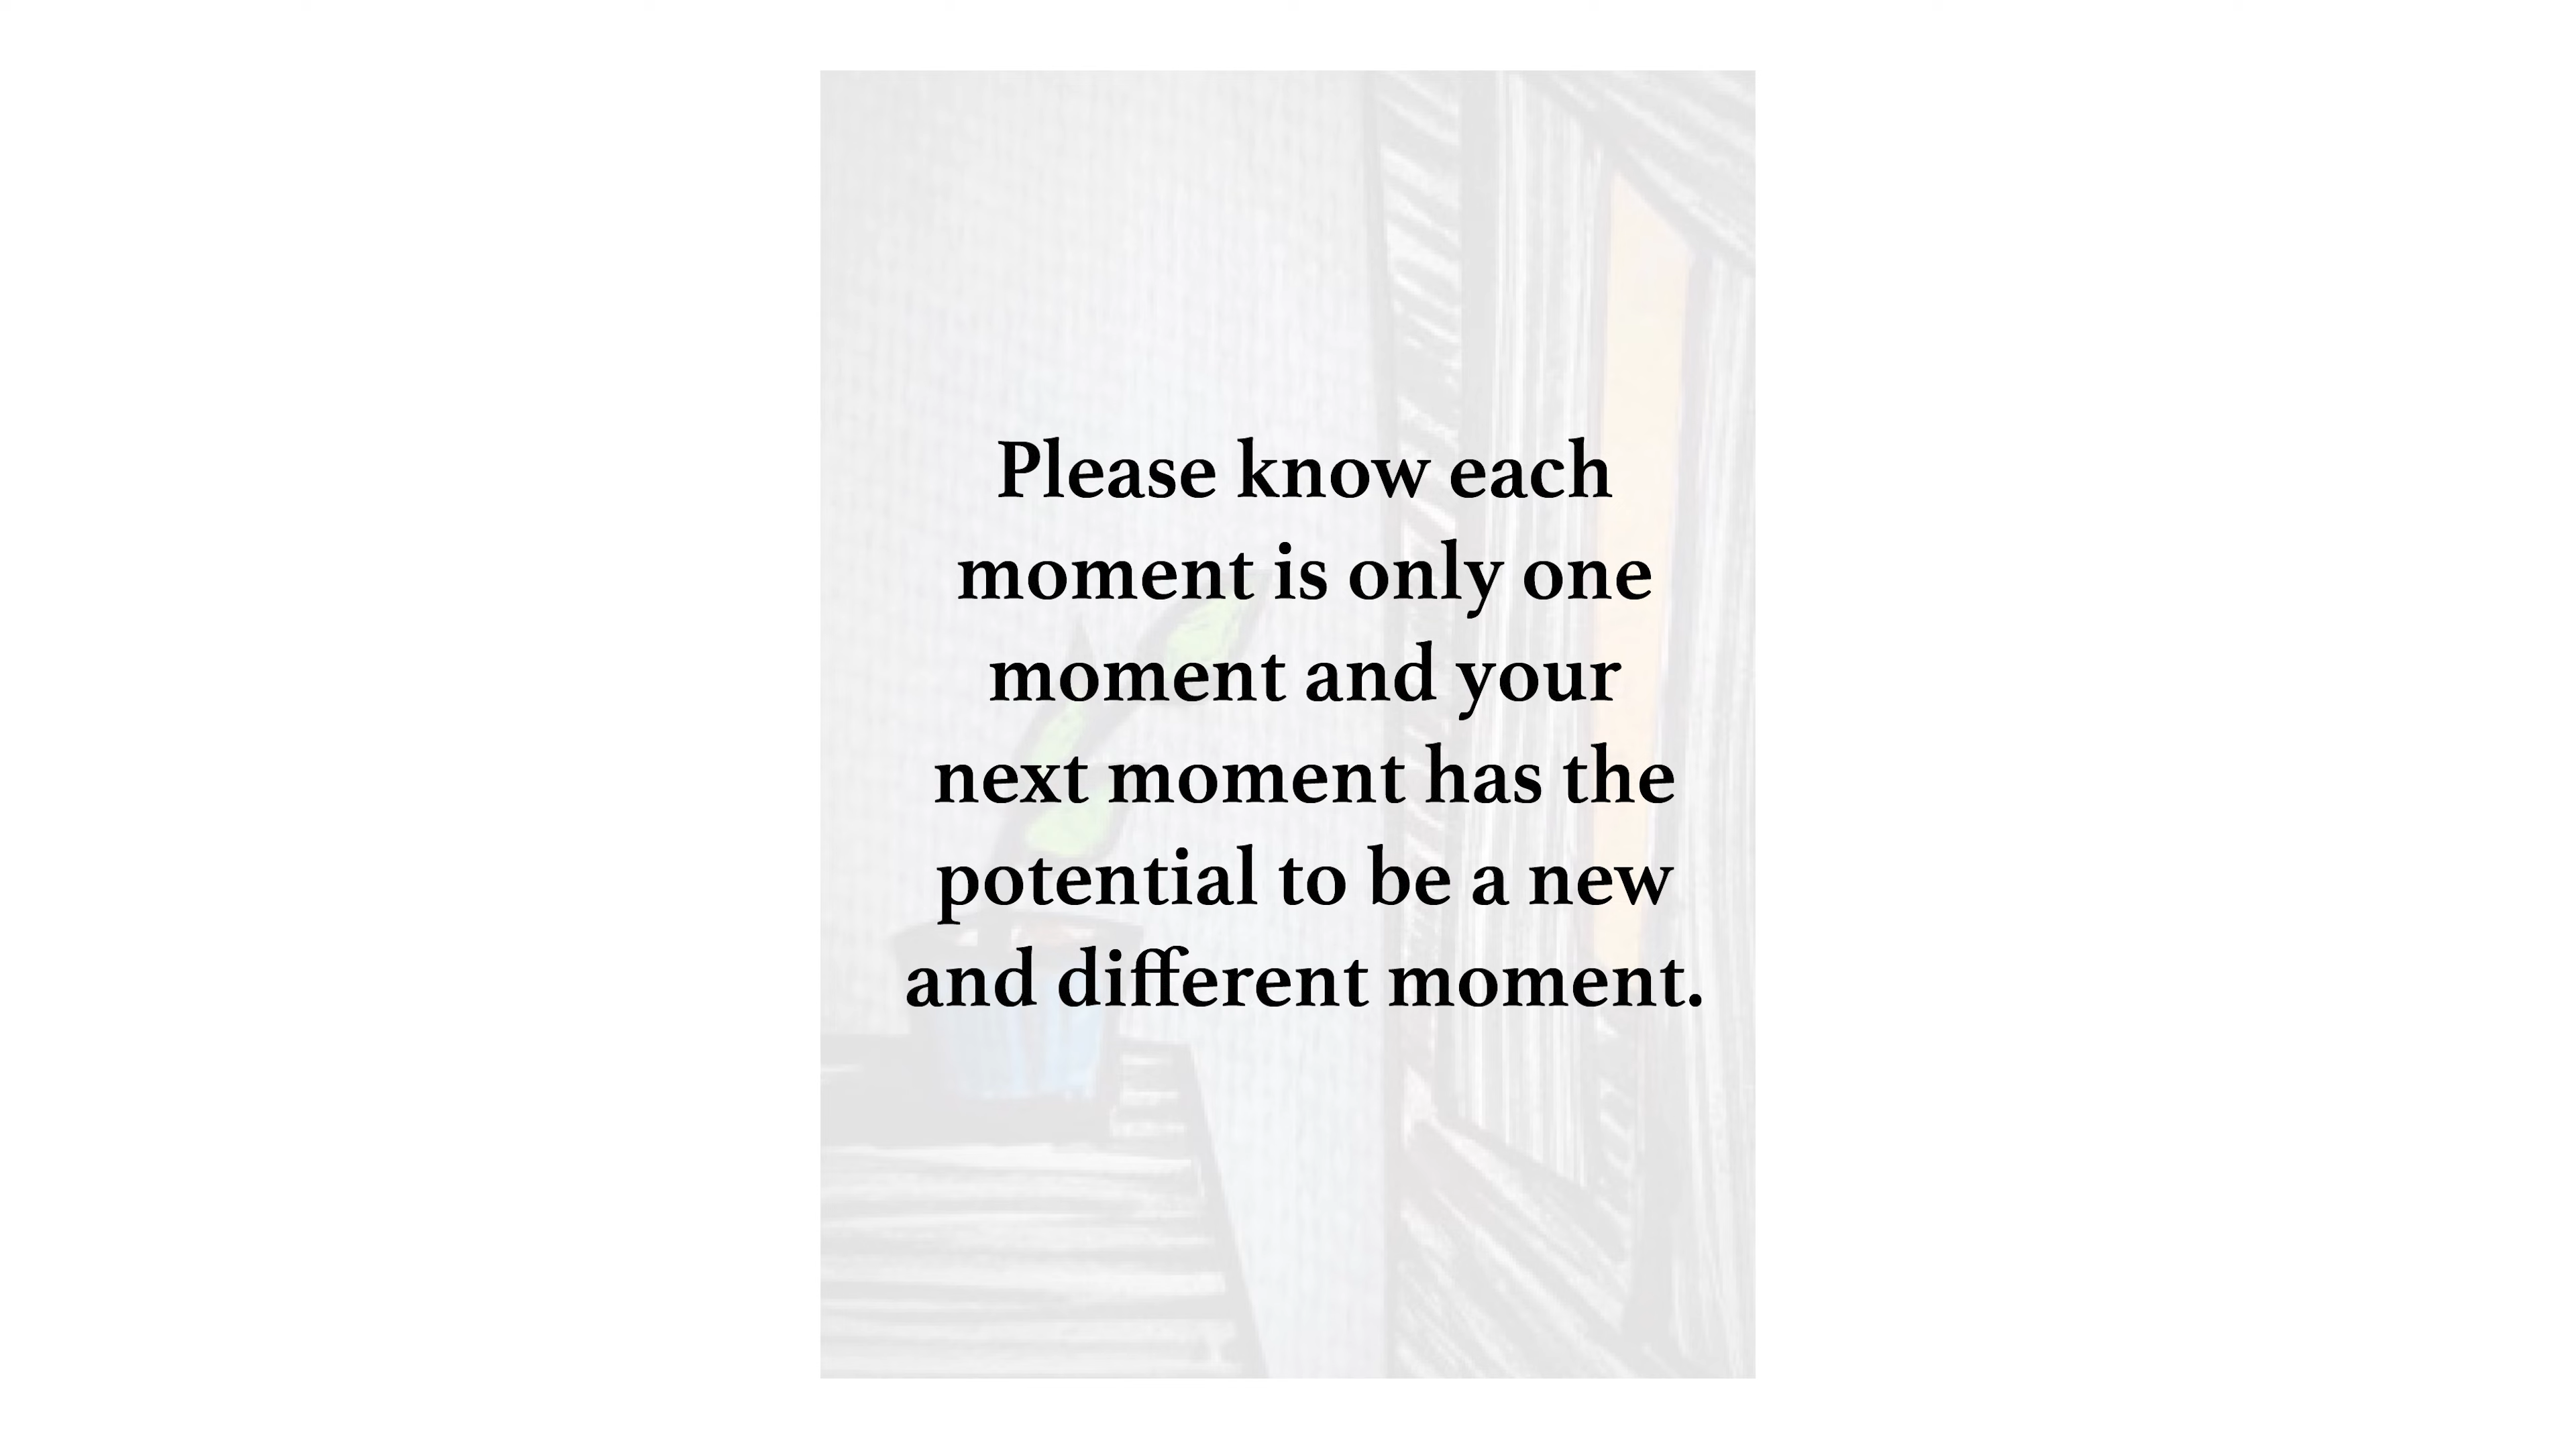 Please know each
moment is only one
moment and your
next moment has the
potential to be a new
and different moment.